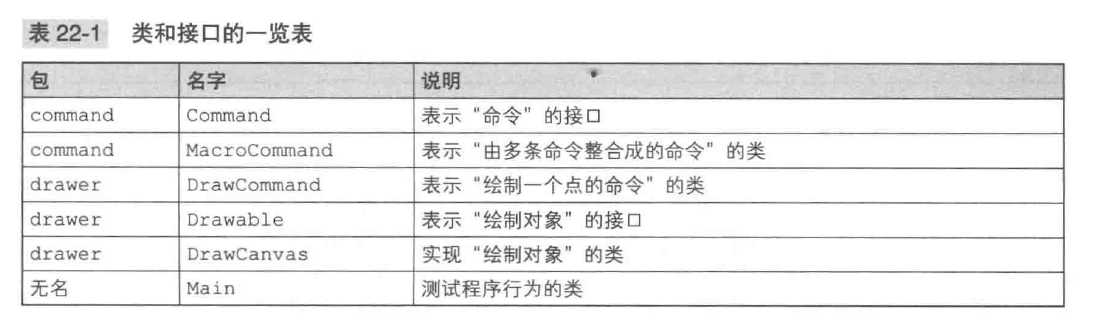 表 22-1 类和接口的一览表
包 名字 说明
command Command 表示“命令”的接口
command MacroCommand 表示“由多条命令整合成的命令”的类
drawer DrawCommand 表示“绘制一个点的命令”的类
drawer Drawable 表示“绘制对象”的接口
drawer DrawCanvas 实现“绘制对象”的类
无名 Main 测试程序行为的类